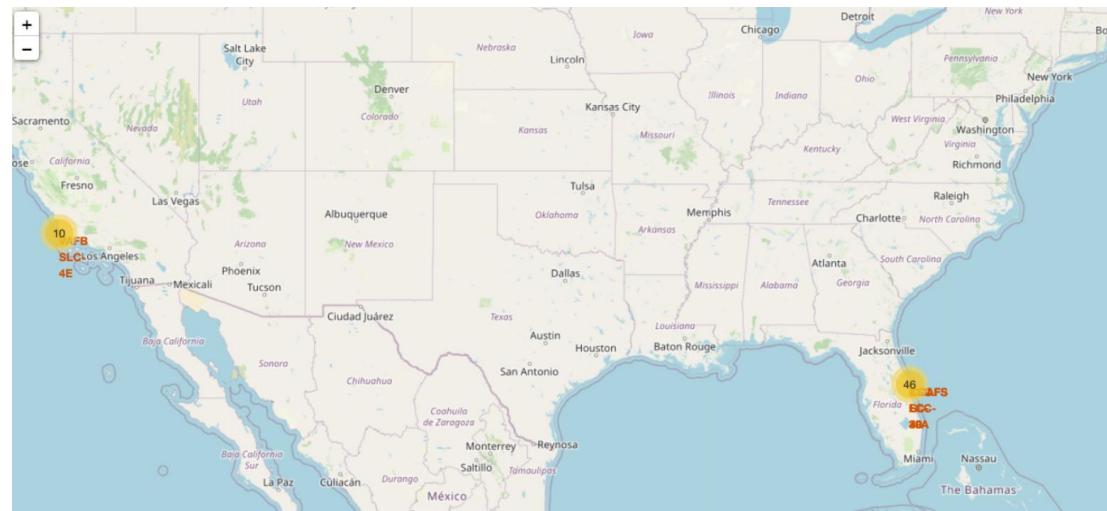 +
−
Salt Lake
City
Nebraska
Iowa
Chicago
Detroit
New York
Lincoln
Pennsylvania
New York
Denver
Utah
Colorado
Illinois
Indiana
Ohio
Philadelphia
Kansas City
Sacramento
Nevada
Kansas
Missouri
West Virginia
Washington
Kentucky
Virginia
California
Richmond
Fresno
Las Vegas
Tulsa
Raleigh
Albuquerque
Oklahoma
Memphis
Tennessee
Charlotte
North Carolina
10
Arizona
New Mexico
Arkansas
Los Angeles
SLC-
4E
Atlanta
South Carolina
Phoenix
Dallas
Tijuana
Mexicali
Tucson
Mississippi
Alabama
Georgia
Ciudad Juárez
Texas
Louisiana
Baja California
Austin
Houston
Baton Rouge
Jacksonville
Sonora
San Antonio
Chihuahua
46
Florida
Coahuila
de Zaragoza
Monterrey
Reynosa
Miami
Nassau
Baja California
Sur
Saltillo
Tamaulipas
La Paz
Culiacán
Durango
México
The Bahamas